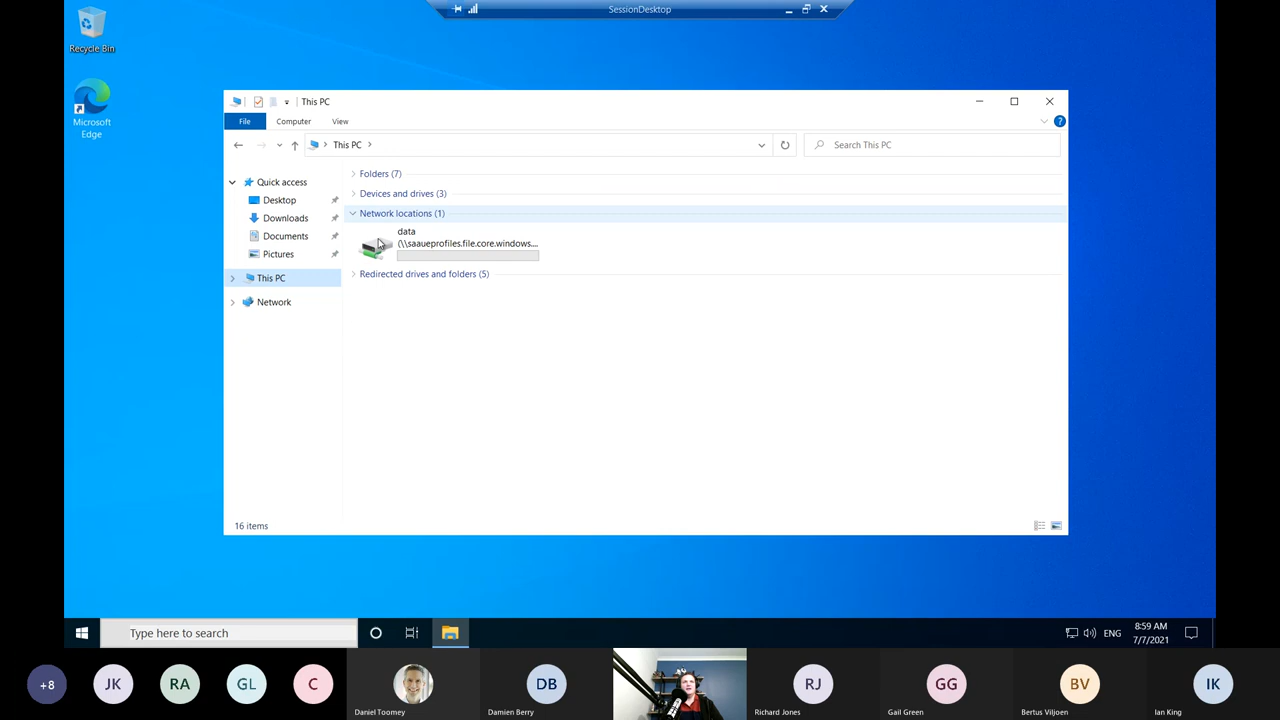 SessionDesktop
Recycle Bin
Microsoft
Edge
This PC
File
Computer
View
This PC
Search This PC
Quick access
Desktop
Downloads
Documents
Pictures
This PC
Network
Folders (7)
Devices and drives (3)
Network locations (1)
data
(\\saaueprofiles.file.core.windows....
Redirected drives and folders (5)
16 items
Type here to search
ENG
8:59 AM
7/7/2021
+8
JK
RA
GL
C
Daniel Toomey
DB
Damien Berry
RJ
Richard Jones
GG
Gail Green
BV
Bertus Viljoen
IK
Ian King